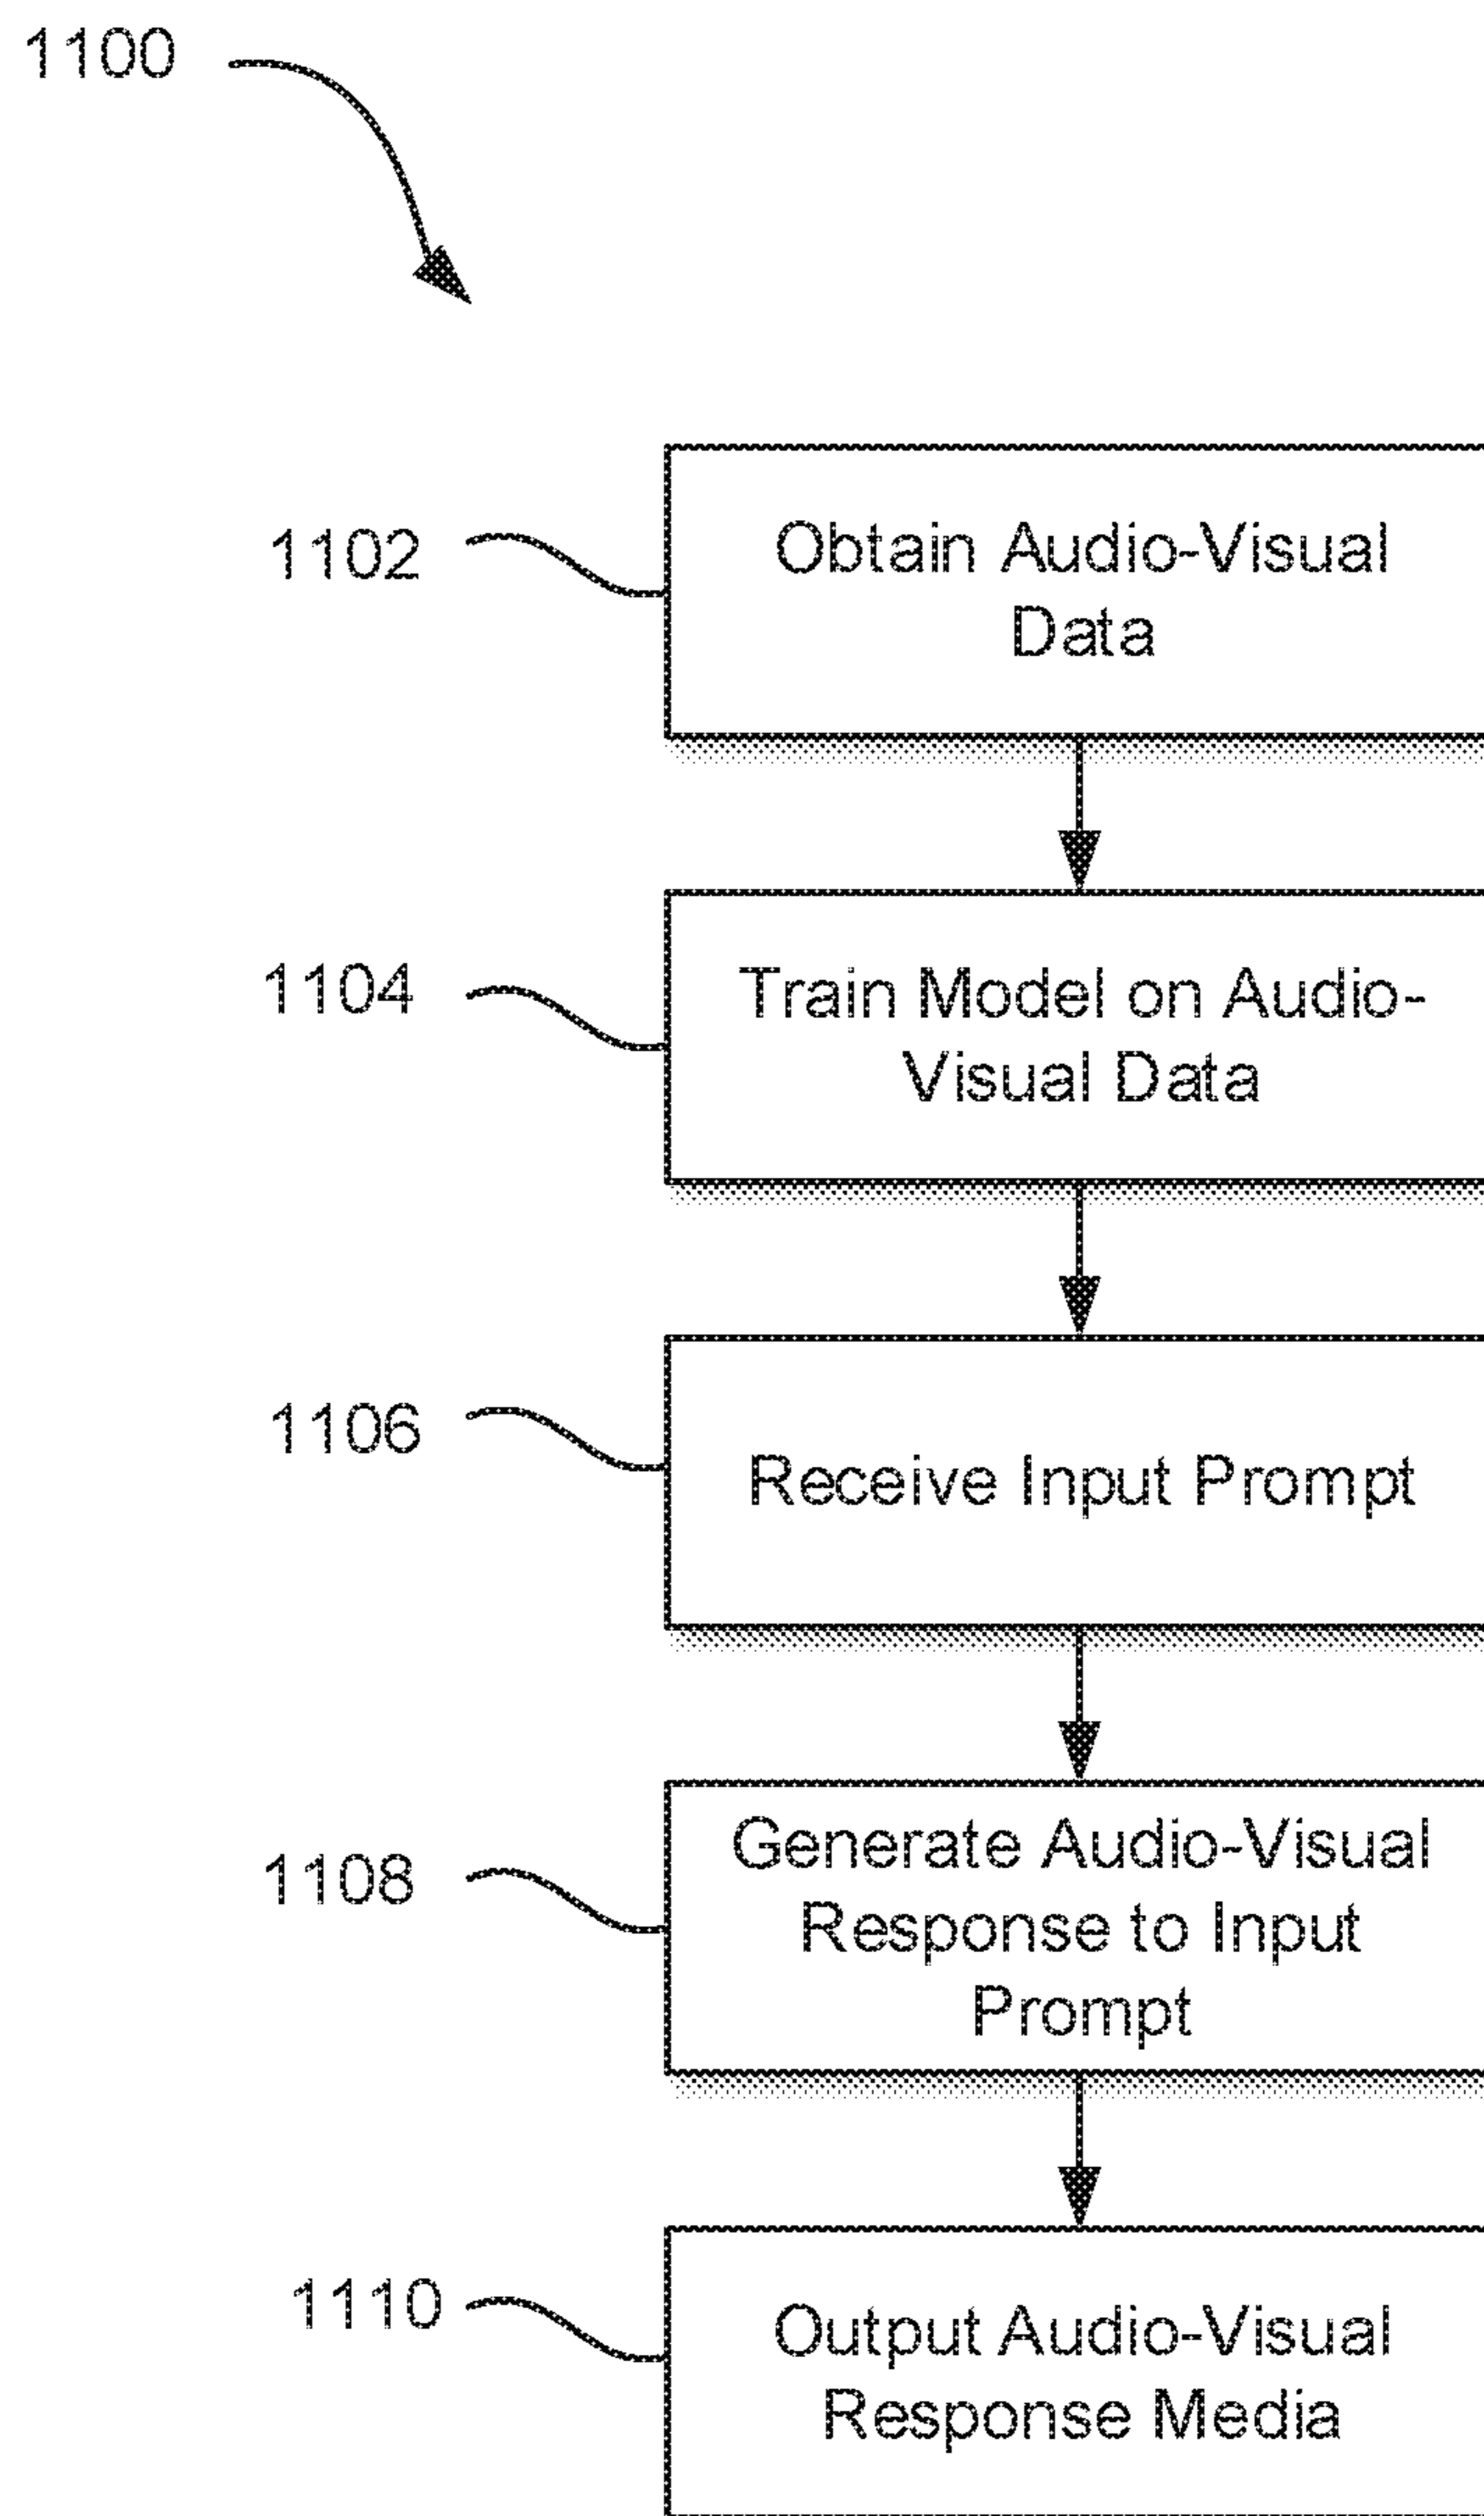 1100
1102
Obtain Audio-Visual
Data
1104
Train Model on Audio-
Visual Data
1106
Receive Input Prompt
1108
Generate Audio-Visual
Response to Input
Prompt
1110
Output Audio-Visual
Response Media